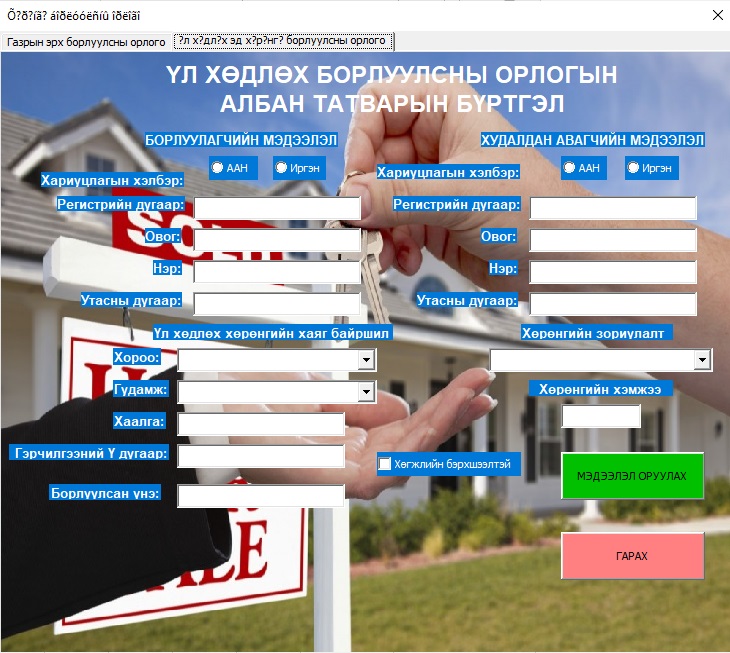 Õ?ð?íã? áîðëóóëñíû îðëîãî
Газрын эрх борлуулсны орлого
?л х?дл?х эд х?р?нг? борлуулсны орлого
ҮЛ ХӨДЛӨХ БОРЛУУЛСНЫ ОРЛОГЫН
АЛБАН ТАТВАРЫН БҮРТГЭЛ
БОРЛУУЛАГЧИЙН МЭДЭЭЛЭЛ
ХУДАЛДАН АВАГЧИЙН МЭДЭЭЛЭЛ
Хариуцлагын хэлбэр:
ААН
Иргэн
Хариуцлагын хэлбэр:
ААН
Иргэн
Регистрийн дугаар:
Регистрийн дугаар:
Овог:
Овог:
Нэр:
Нэр:
Утасны дугаар:
Утасны дугаар:
Үл хөдлөх хөрөнгийн хаяг байршил
Хөрөнгийн зориулалт
Хороо:
Гудамж:
Хөрөнгийн хэмжээ
Хаалга:
Гэрчилгээний Ү дугаар:
Хөгжлийн бэрхшээлтэй
МЭДЭЭЛЭЛ ОРУУЛАХ
Борлуулсан үнэ:
ГАРАХ
SOLD
SALE